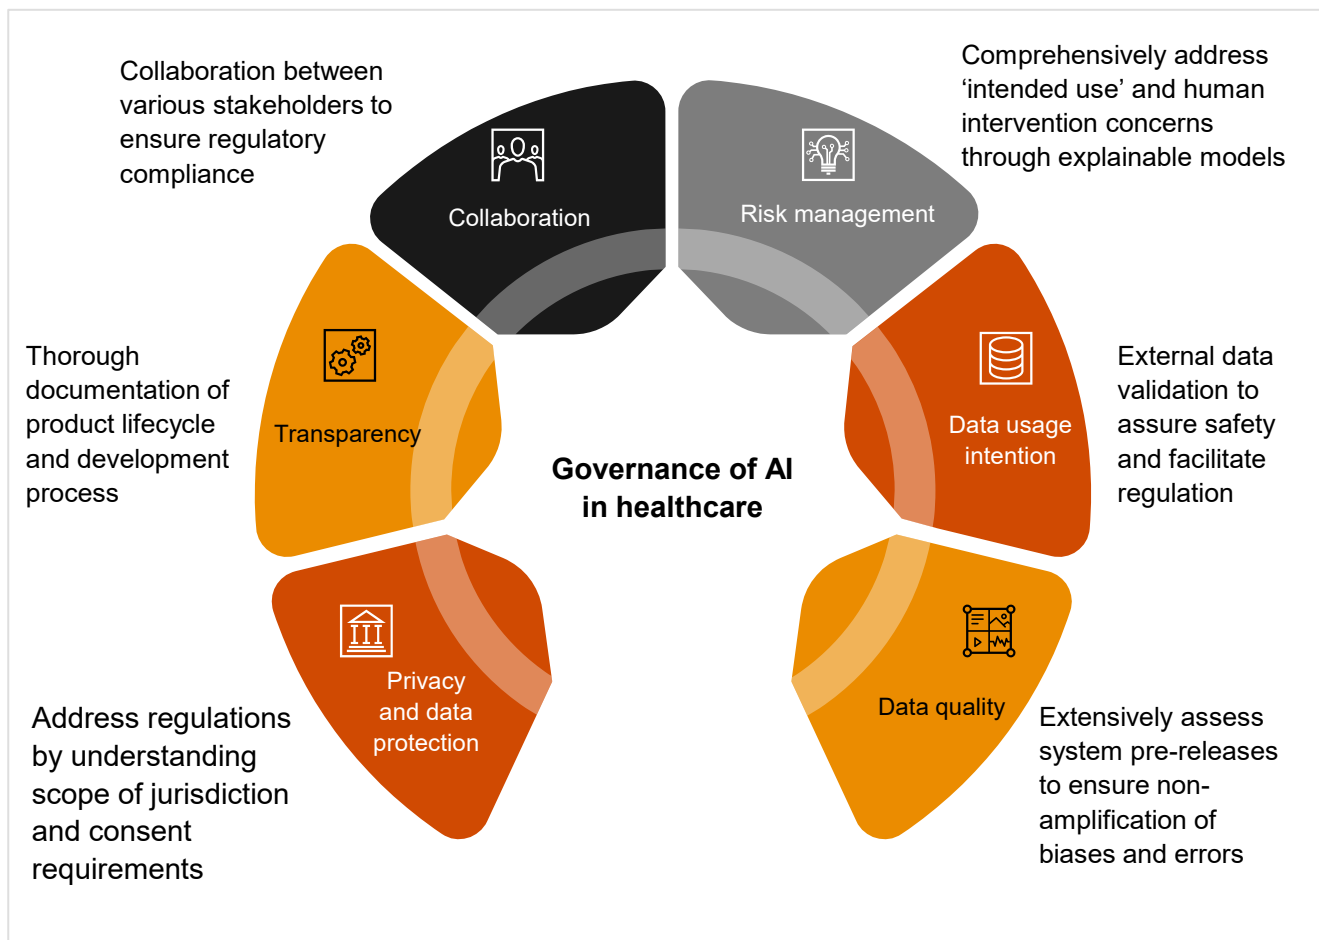 Collaboration between
various stakeholders to
ensure regulatory
compliance
Collaboration
Comprehensively address
‘intended use’ and human
intervention concerns
through explainable models
Risk management
Thorough
documentation of
product lifecycle
and development
process
Transparency
Governance of AI
in healthcare
Data usage
intention
External data
validation to
assure safety
and facilitate
regulation
Address regulations
by understanding
scope of jurisdiction
and consent
requirements
Privacy
and data
protection
Data quality
Extensively assess
system pre-releases
to ensure non-
amplification of
biases and errors